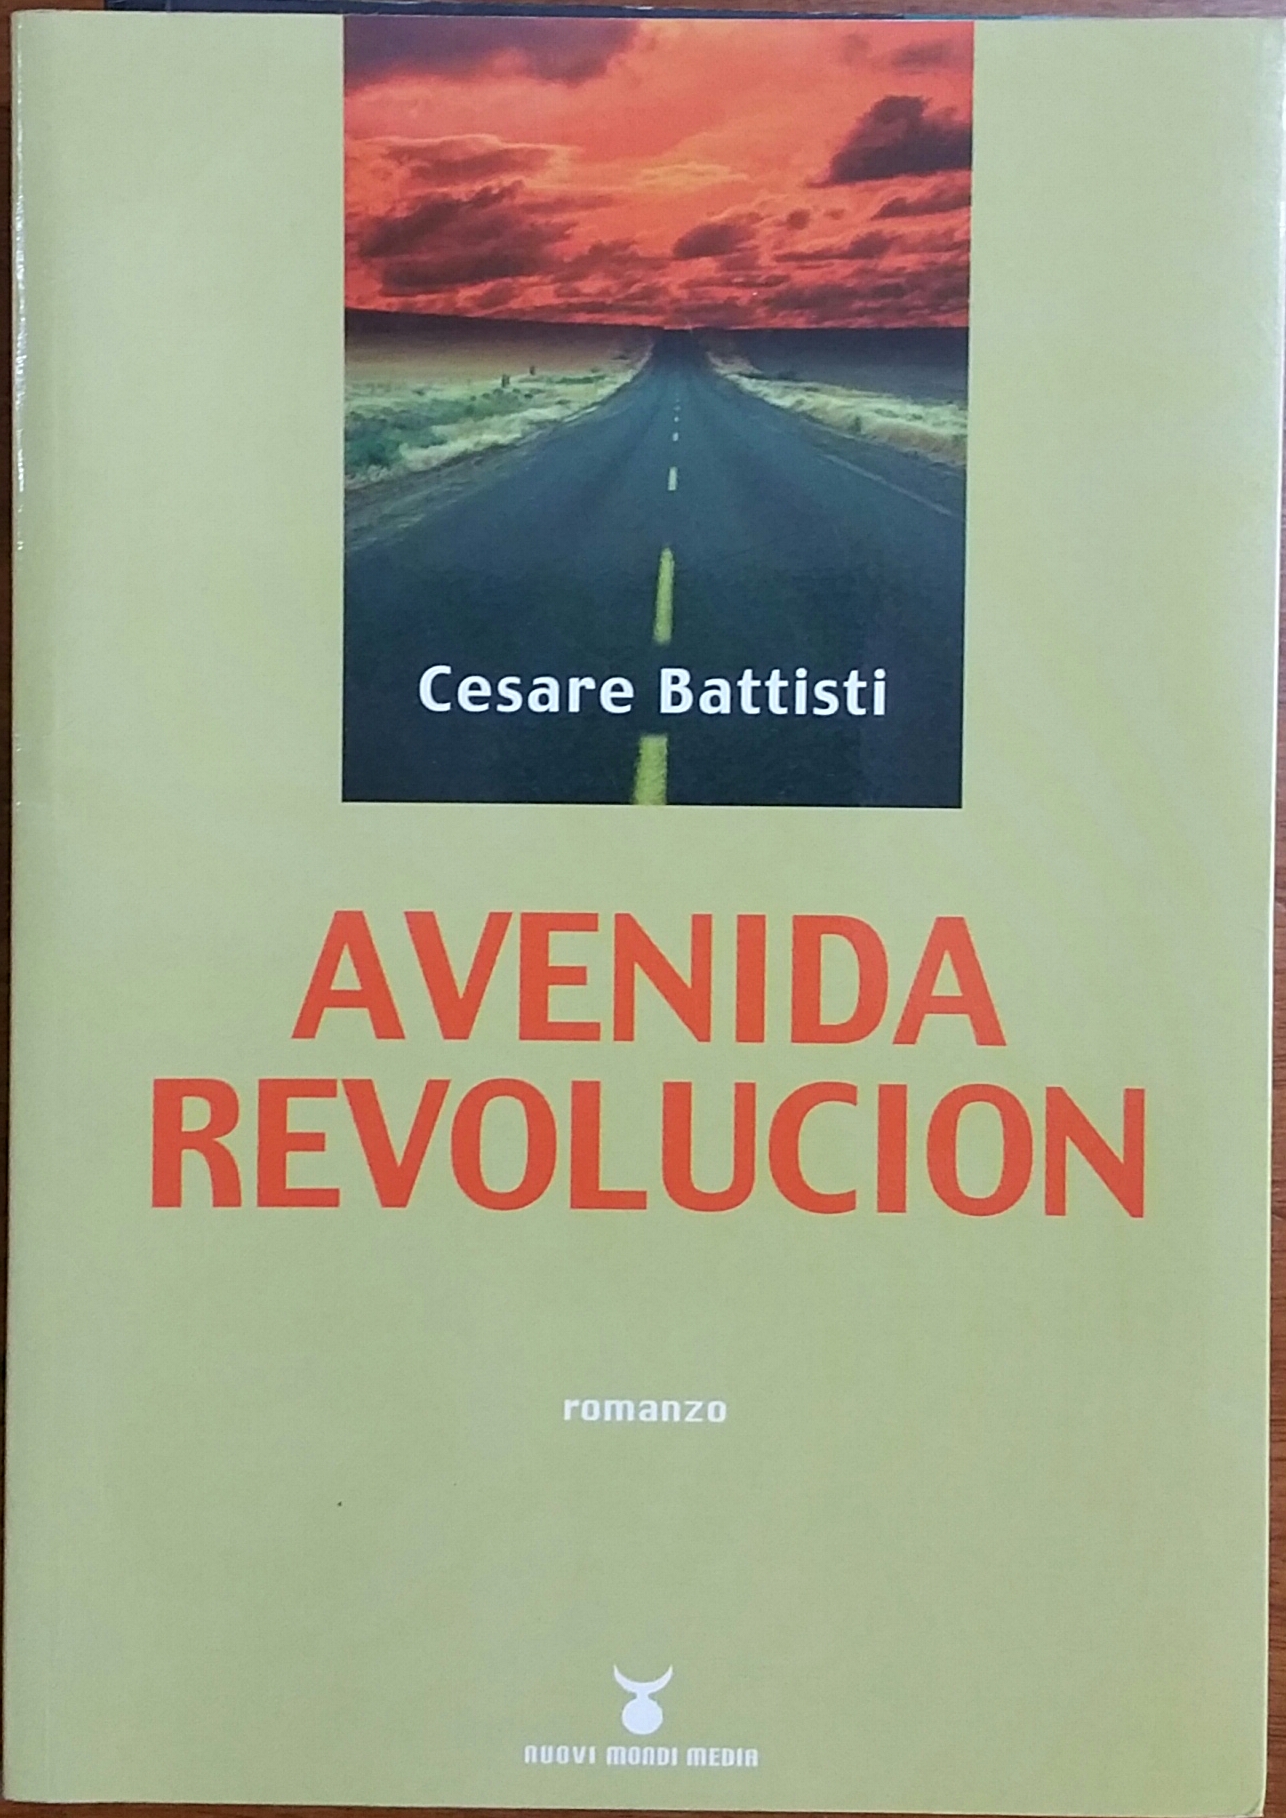 Cesare Battisti
AVENIDA
REVOLUCION
romanzo
NUOVI MONDI MEDIA